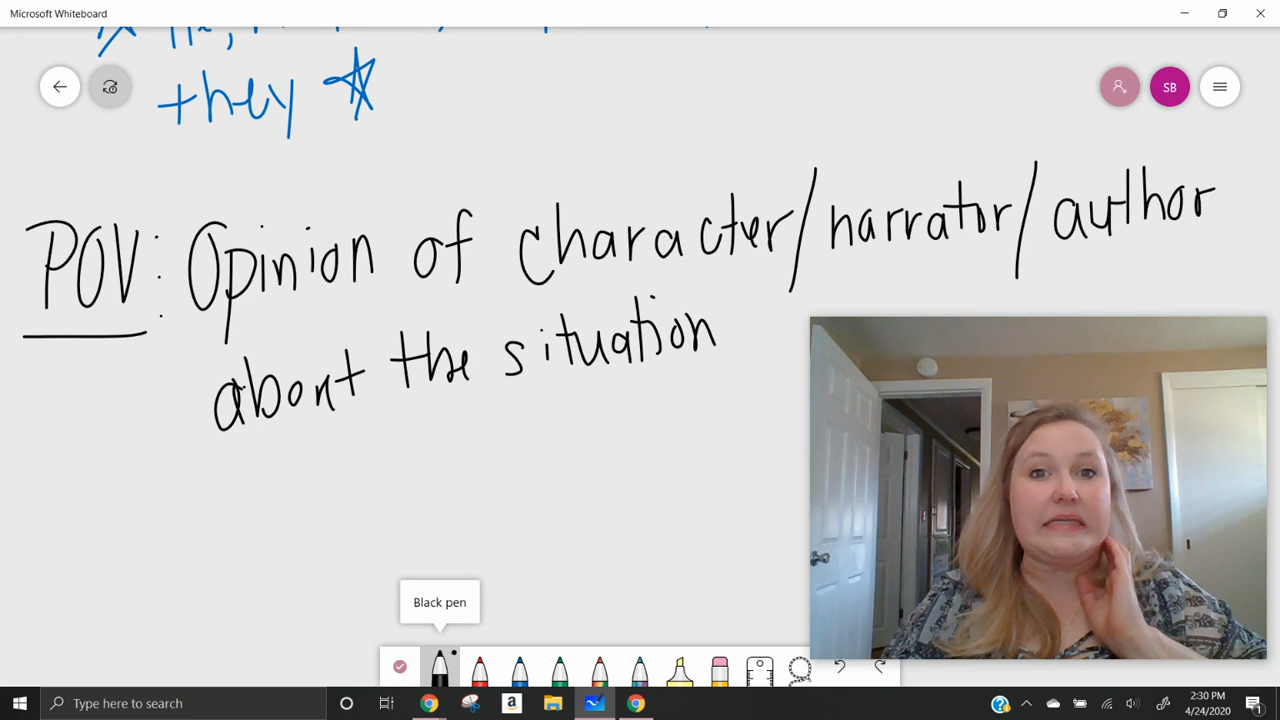 Microsoft Whiteboard
they
SB
POV: Opinion of character/narrator/author
about the situation
Black pen
Type here to search
2:30 PM
4/24/2020